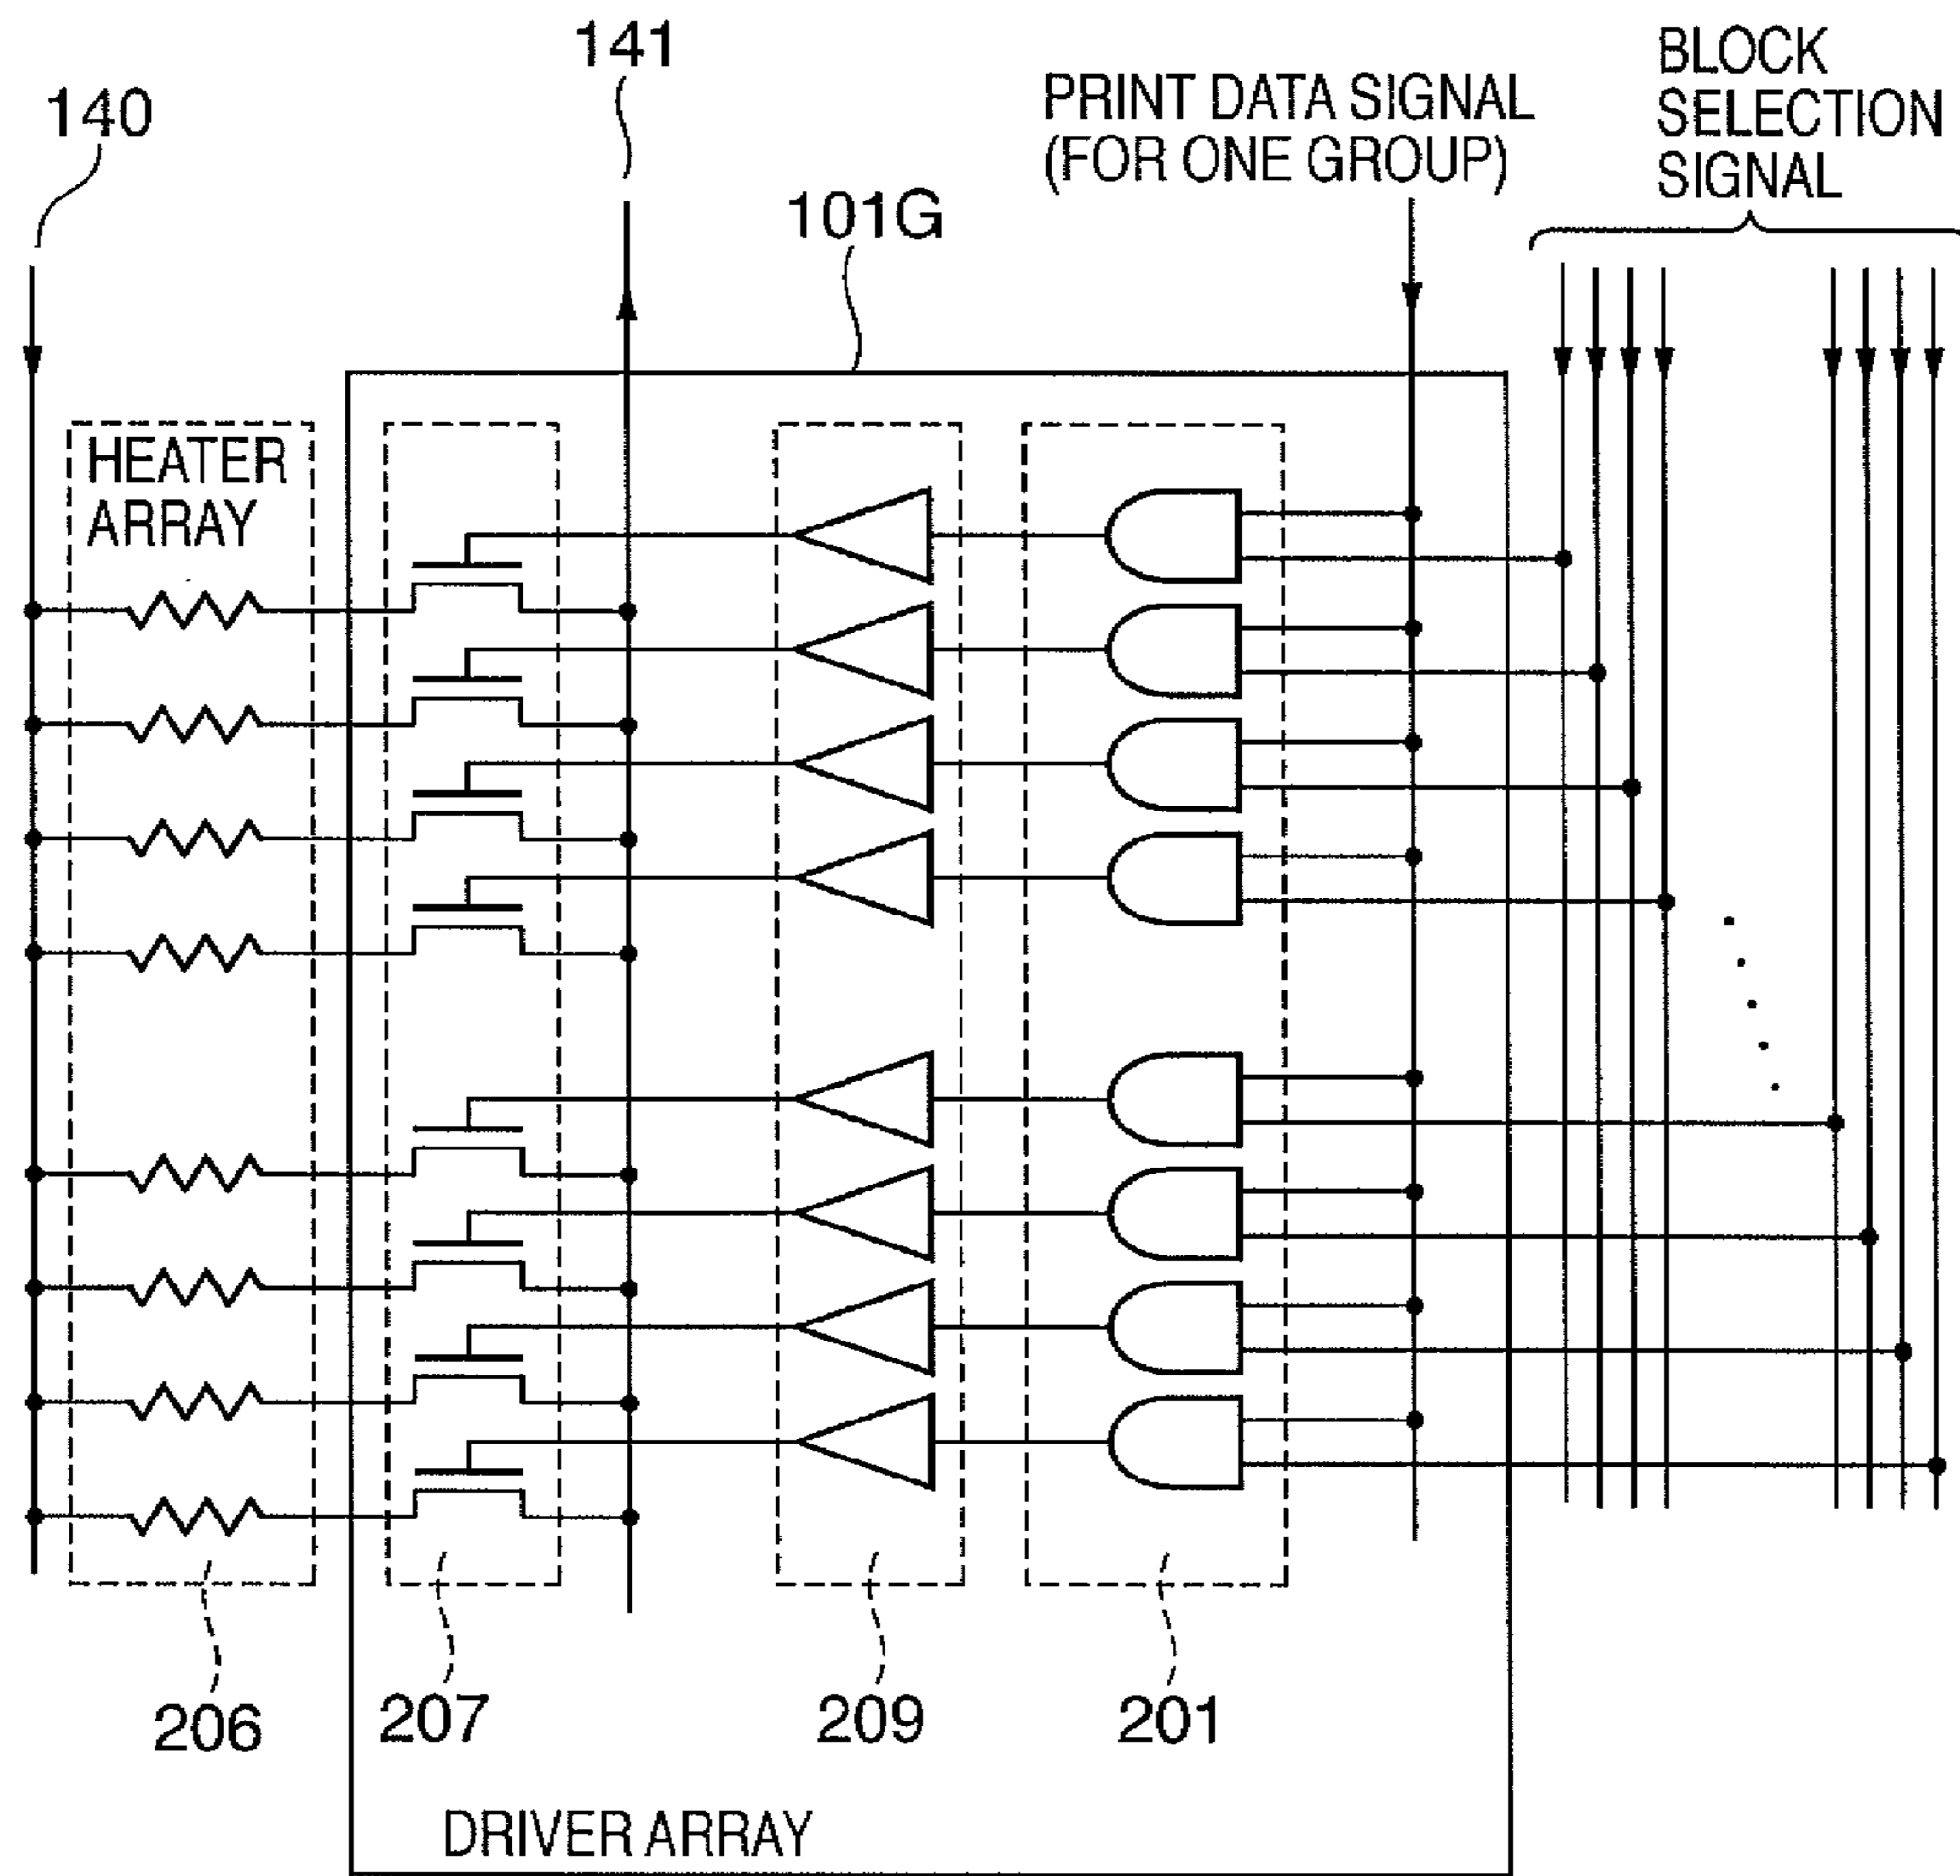 141
140
PRINT DATA SIGNAL
(FOR ONE GROUP)
BLOCK
SELECTION
SIGNAL
101G
HEATER
ARRAY
206
207
209
201
DRIVER ARRAY